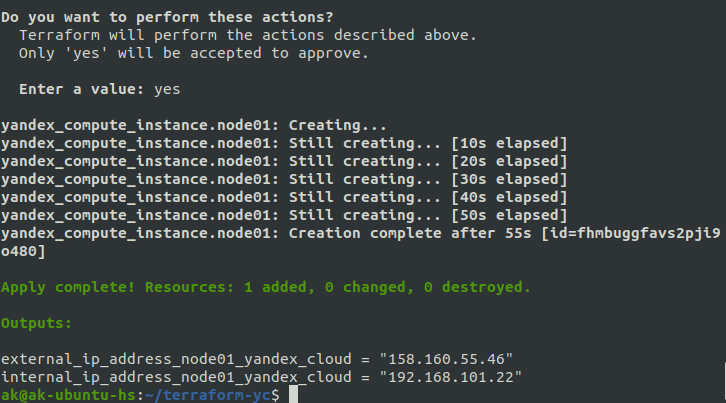 Do you want to perform these actions?
  Terraform will perform the actions described above.
  Only 'yes' will be accepted to approve.

  Enter a value: yes

yandex_compute_instance.node01: Creating...
yandex_compute_instance.node01: Still creating... [10s elapsed]
yandex_compute_instance.node01: Still creating... [20s elapsed]
yandex_compute_instance.node01: Still creating... [30s elapsed]
yandex_compute_instance.node01: Still creating... [40s elapsed]
yandex_compute_instance.node01: Still creating... [50s elapsed]
yandex_compute_instance.node01: Creation complete after 55s [id=fhmbuggfavs2pji9
o480]

Apply complete! Resources: 1 added, 0 changed, 0 destroyed.

Outputs:

external_ip_address_node01_yandex_cloud = "158.160.55.46"
internal_ip_address_node01_yandex_cloud = "192.168.101.22"
ak@ak-ubuntu-hs:~/terraform-yc$